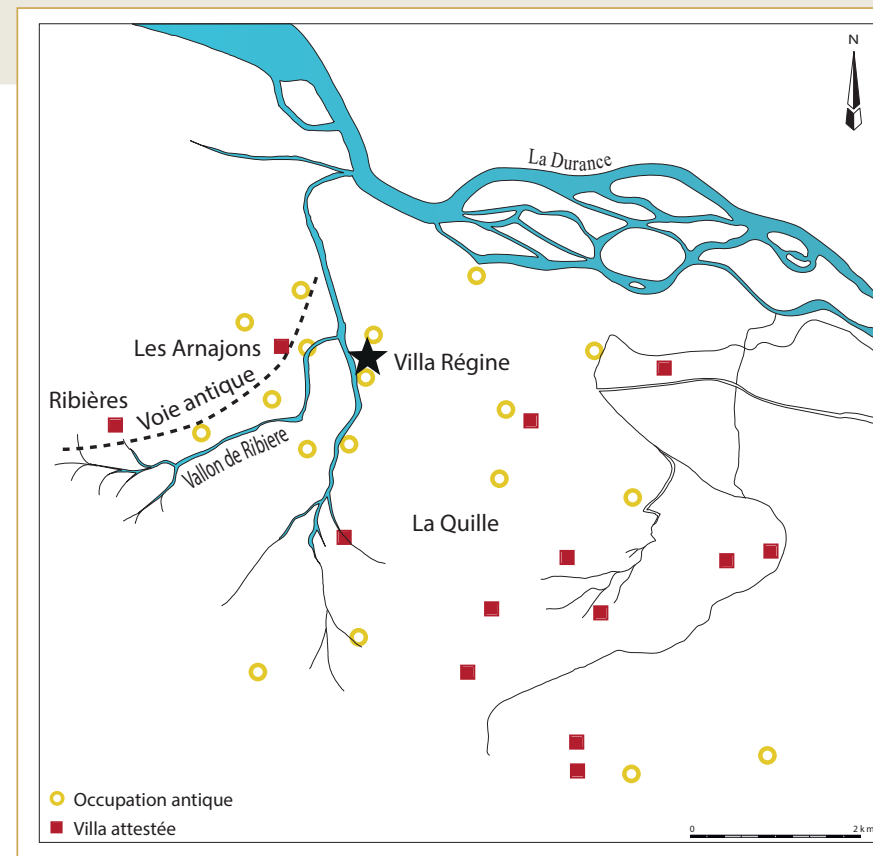 N
La Durance
Les Arnajons
Villa Régine
Ribières
Voie antique
Vallon de Ribiere
La Quille
Occupation antique
Villa attestée
0
2 km